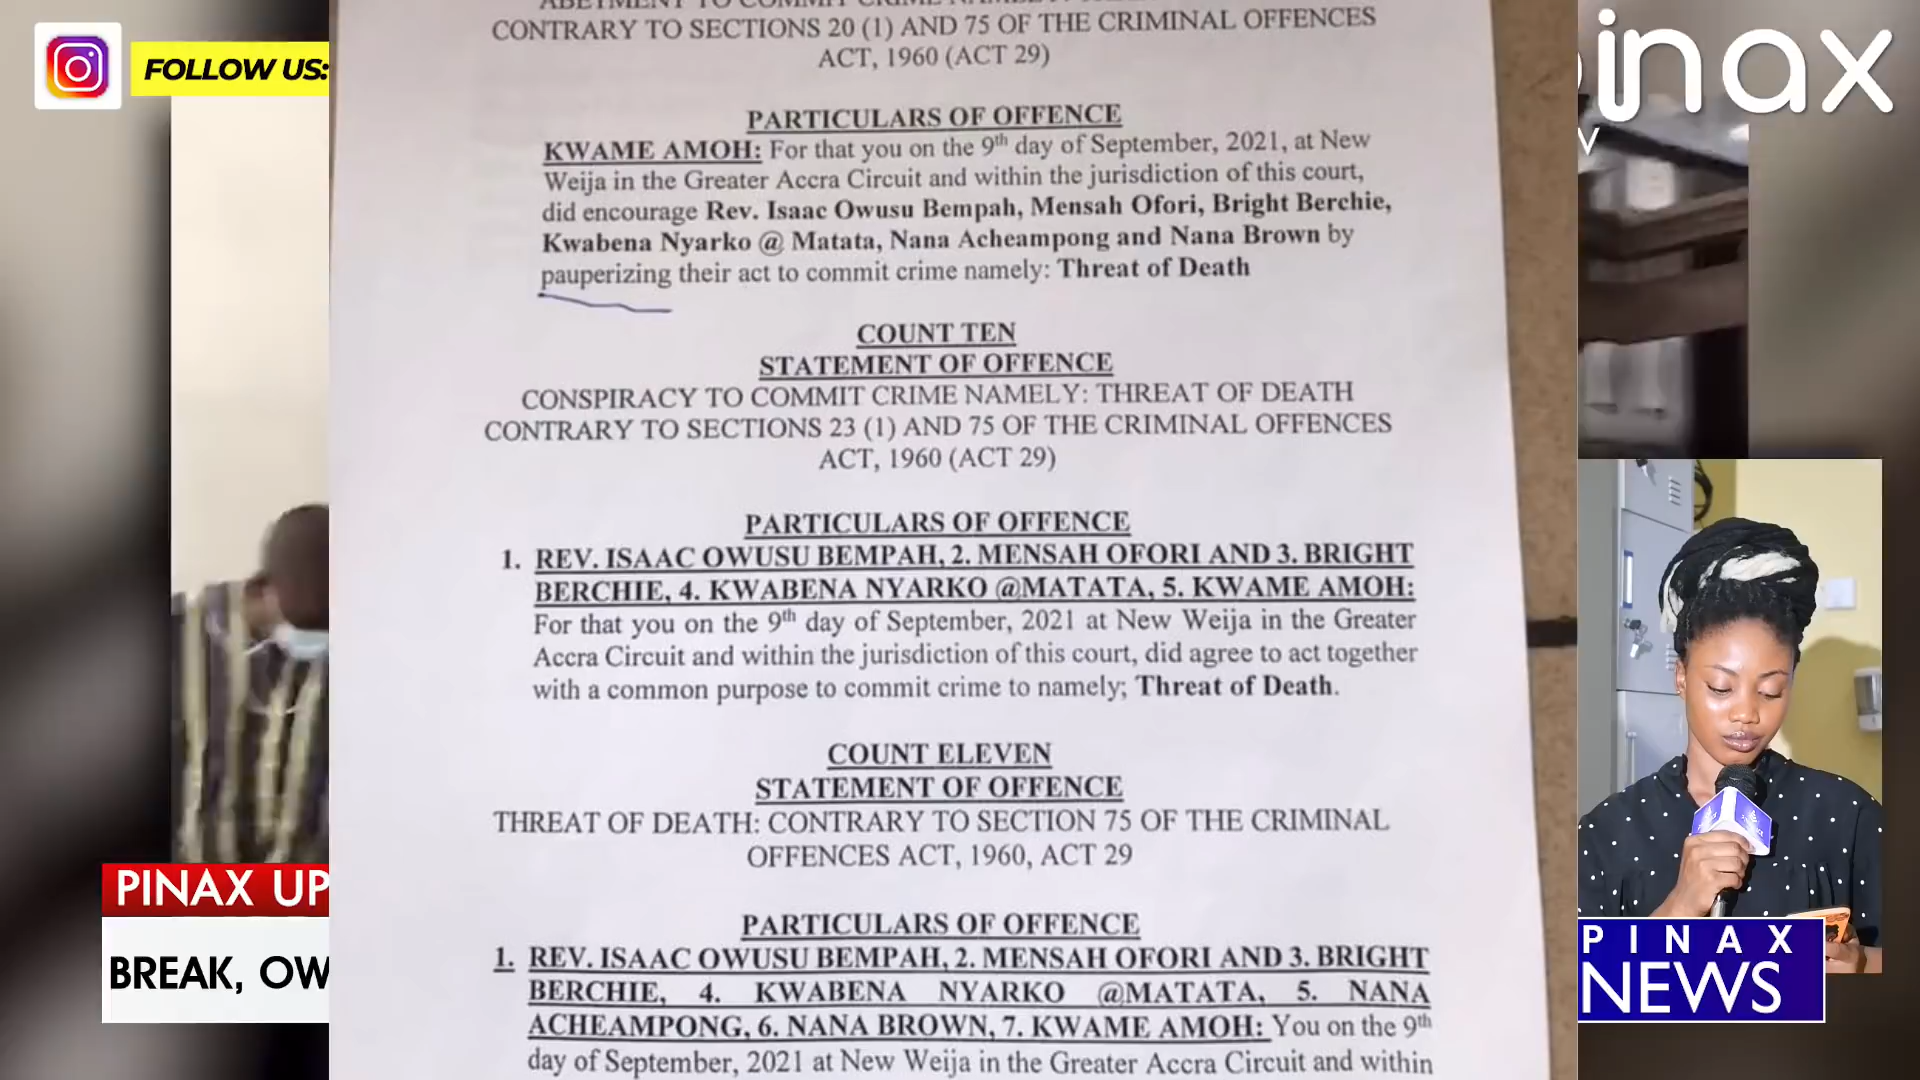 FOLLOW US:
pinax
ABETMENT TO COMMIT CRIME NAMELY: THREAT
CONTRARY TO SECTIONS 20 (1) AND 75 OF THE CRIMINAL OFFENCES
ACT, 1960 (ACT 29)
PARTICULARS OF OFFENCE
KWAME AMOH: For that you on the 9th day of September, 2021, at New
Weija in the Greater Accra Circuit and within the jurisdiction of this court,
did encourage Rev. Isaac Owusu Bempah, Mensah Ofori, Bright Berchie,
Kwabena Nyarko @ Matata, Nana Acheampong and Nana Brown by
pauperizing their act to commit crime namely: Threat of Death
COUNT TEN
STATEMENT OF OFFENCE
CONSPIRACY TO COMMIT CRIME NAMELY: THREAT OF DEATH
CONTRARY TO SECTIONS 23 (1) AND 75 OF THE CRIMINAL OFFENCES
ACT, 1960 (ACT 29)
PARTICULARS OF OFFENCE
1. REV. ISAAC OWUSU BEMPAH, 2. MENSAH OFORI AND 3. BRIGHT
BERCHIE, 4. KWABENA NYARKO @MATATA, 5. KWAME AMOH:
For that you on the 9th day of September, 2021 at New Weija in the Greater
Accra Circuit and within the jurisdiction of this court, did agree to act together
with a common purpose to commit crime to namely; Threat of Death.
COUNT ELEVEN
STATEMENT OF OFFENCE
THREAT OF DEATH: CONTRARY TO SECTION 75 OF THE CRIMINAL
OFFENCES ACT, 1960, ACT 29
PARTICULARS OF OFFENCE
1. REV. ISAAC OWUSU BEMPAH, 2. MENSAH OFORI AND 3. BRIGHT
BERCHIE, 4. KWABENA NYARKO @MATATA, 5. NANA
ACHEAMPONG, 6. NANA BROWN, 7. KWAME AMOH: You on the 9th
day of September, 2021 at New Weija in the Greater Accra Circuit and within
PINAX UP
BREAK, OW
PINAX
NEWS